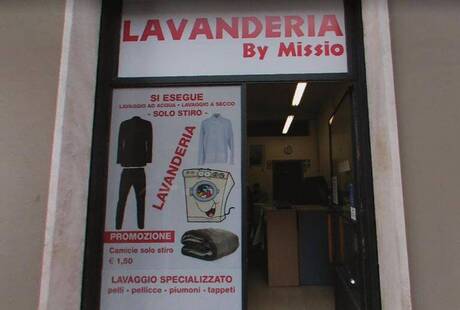 LAVANDERIA
By Missio
SI ESEGUE
LAVAGGIO AD ACQUA - LAVAGGIO A SECCO
- SOLO STIRO -
LAVANDERIA
PROMOZIONE
Camicie solo stiro
€ 1,50
LAVAGGIO SPECIALIZZATO
pelli - pellicce - piumoni - tappeti